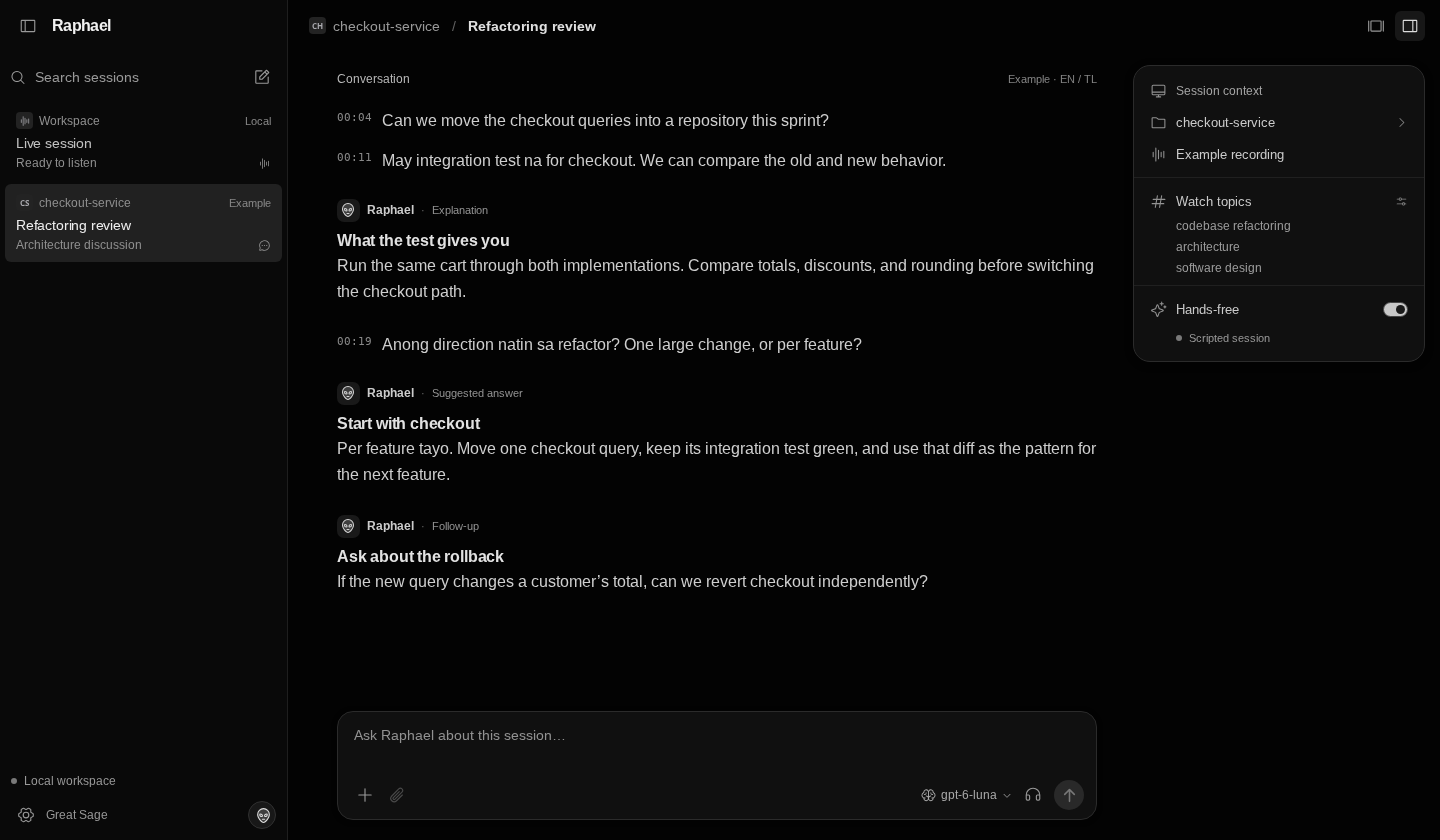 Raphael
Search sessions
Workspace
Local
Live session
Ready to listen
CS checkout-service
Example
Refactoring review
Architecture discussion
Local workspace
Great Sage
CH checkout-service / Refactoring review
Conversation
Example · EN / TL
00:04 Can we move the checkout queries into a repository this sprint?
00:11 May integration test na for checkout. We can compare the old and new behavior.
Raphael · Explanation
What the test gives you
Run the same cart through both implementations. Compare totals, discounts, and rounding before switching
the checkout path.
00:19 Anong direction natin sa refactor? One large change, or per feature?
Raphael · Suggested answer
Start with checkout
Per feature tayo. Move one checkout query, keep its integration test green, and use that diff as the pattern for
the next feature.
Raphael · Follow-up
Ask about the rollback
If the new query changes a customer’s total, can we revert checkout independently?
Ask Raphael about this session…
gpt-6-luna
Session context
checkout-service
Example recording
Watch topics
codebase refactoring
architecture
software design
Hands-free
Scripted session